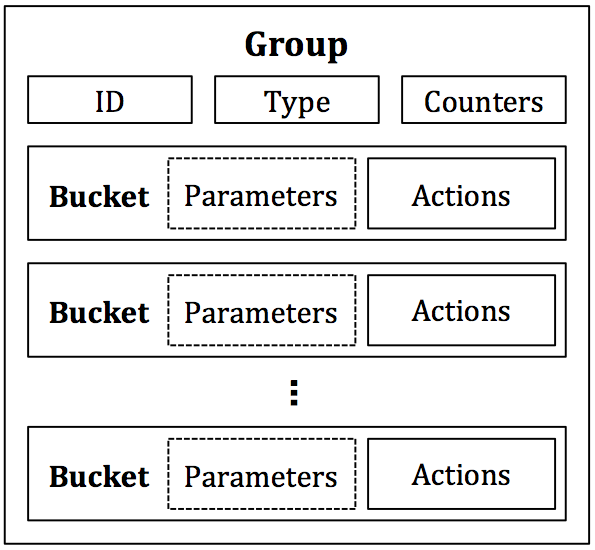 Group
ID Type Counters
Bucket Parameters Actions
Bucket Parameters Actions
⋮
Bucket Parameters Actions